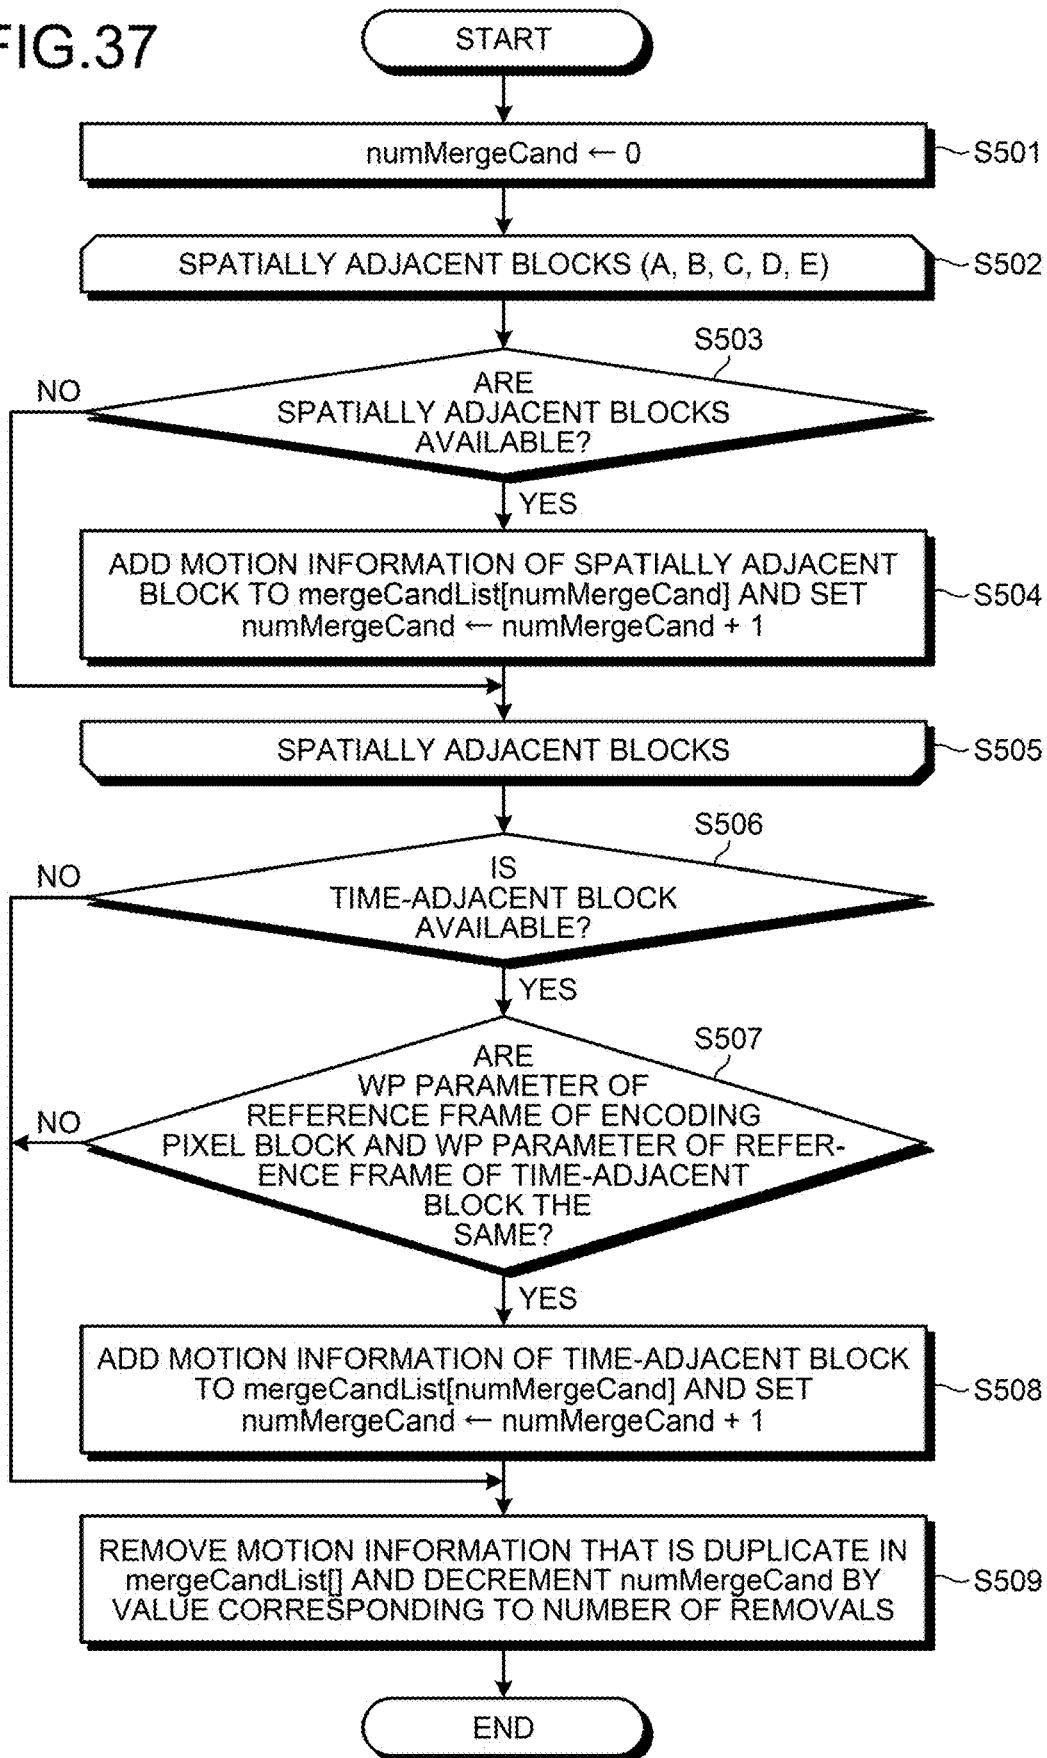 FIG.37
START
numMergeCand ← 0
S501
SPATIALLY ADJACENT BLOCKS (A, B, C, D, E)
S502
S503
NO
ARE
SPATIALLY ADJACENT BLOCKS
AVAILABLE?
YES
ADD MOTION INFORMATION OF SPATIALLY ADJACENT
BLOCK TO mergeCandList[numMergeCand] AND SET
numMergeCand ← numMergeCand + 1
S504
SPATIALLY ADJACENT BLOCKS
S505
S506
NO
IS
TIME-ADJACENT BLOCK
AVAILABLE?
YES
S507
NO
ARE
WP PARAMETER OF
REFERENCE FRAME OF ENCODING
PIXEL BLOCK AND WP PARAMETER OF REFER-
ENCE FRAME OF TIME-ADJACENT
BLOCK THE
SAME?
YES
ADD MOTION INFORMATION OF TIME-ADJACENT BLOCK
TO mergeCandList[numMergeCand] AND SET
numMergeCand ← numMergeCand + 1
S508
REMOVE MOTION INFORMATION THAT IS DUPLICATE IN
mergeCandList[] AND DECREMENT numMergeCand BY
VALUE CORRESPONDING TO NUMBER OF REMOVALS
S509
END